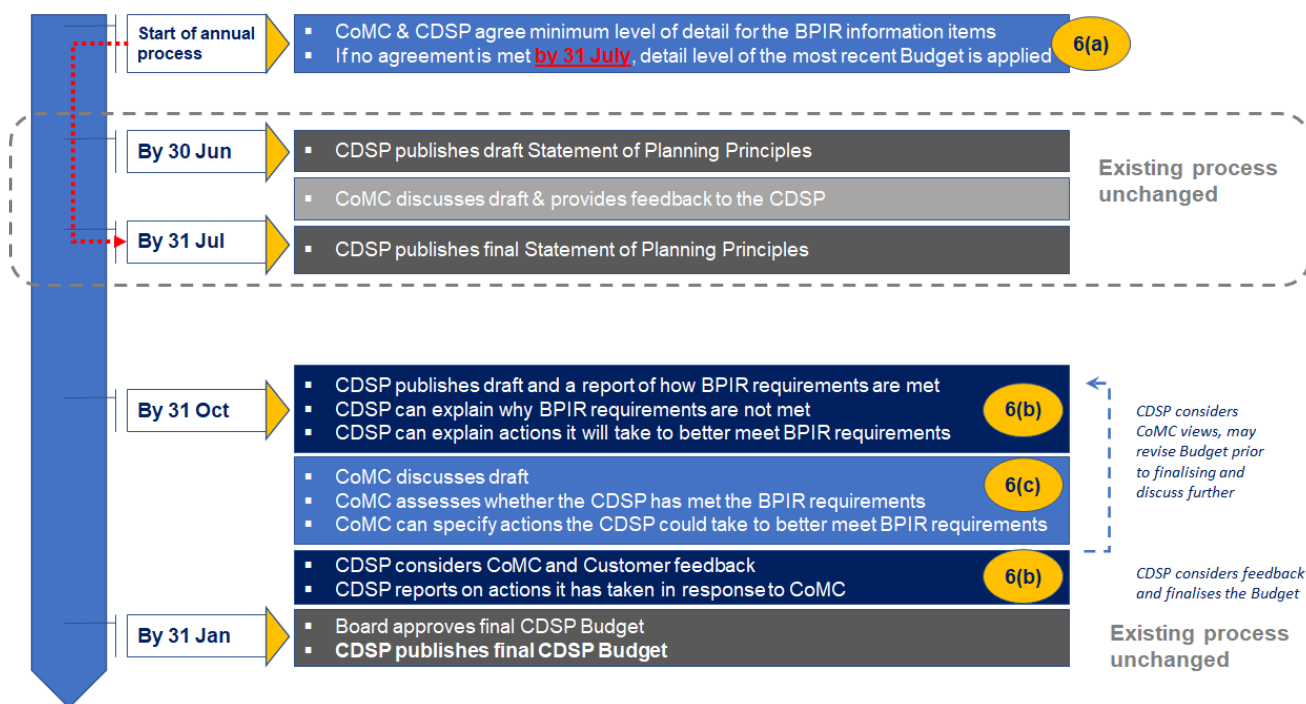 Start of annual
process
▪ CoMC & CDSP agree minimum level of detail for the BPIR information items
▪ If no agreement is met by 31 July, detail level of the most recent Budget is applied
6(a)
By 30 Jun
▪ CDSP publishes draft Statement of Planning Principles
▪ CoMC discusses draft & provides feedback to the CDSP
By 31 Jul
▪ CDSP publishes final Statement of Planning Principles
Existing process
unchanged
By 31 Oct
▪ CDSP publishes draft and a report of how BPIR requirements are met
▪ CDSP can explain why BPIR requirements are not met
▪ CDSP can explain actions it will take to better meet BPIR requirements
6(b)
▪ CoMC discusses draft
▪ CoMC assesses whether the CDSP has met the BPIR requirements
▪ CoMC can specify actions the CDSP could take to better meet BPIR requirements
6(c)
CDSP considers
CoMC views, may
revise Budget prior
to finalising and
discuss further
▪ CDSP considers CoMC and Customer feedback
▪ CDSP reports on actions it has taken in response to CoMC
6(b)
CDSP considers feedback
and finalises the Budget
By 31 Jan
▪ Board approves final CDSP Budget
▪ CDSP publishes final CDSP Budget
Existing process
unchanged